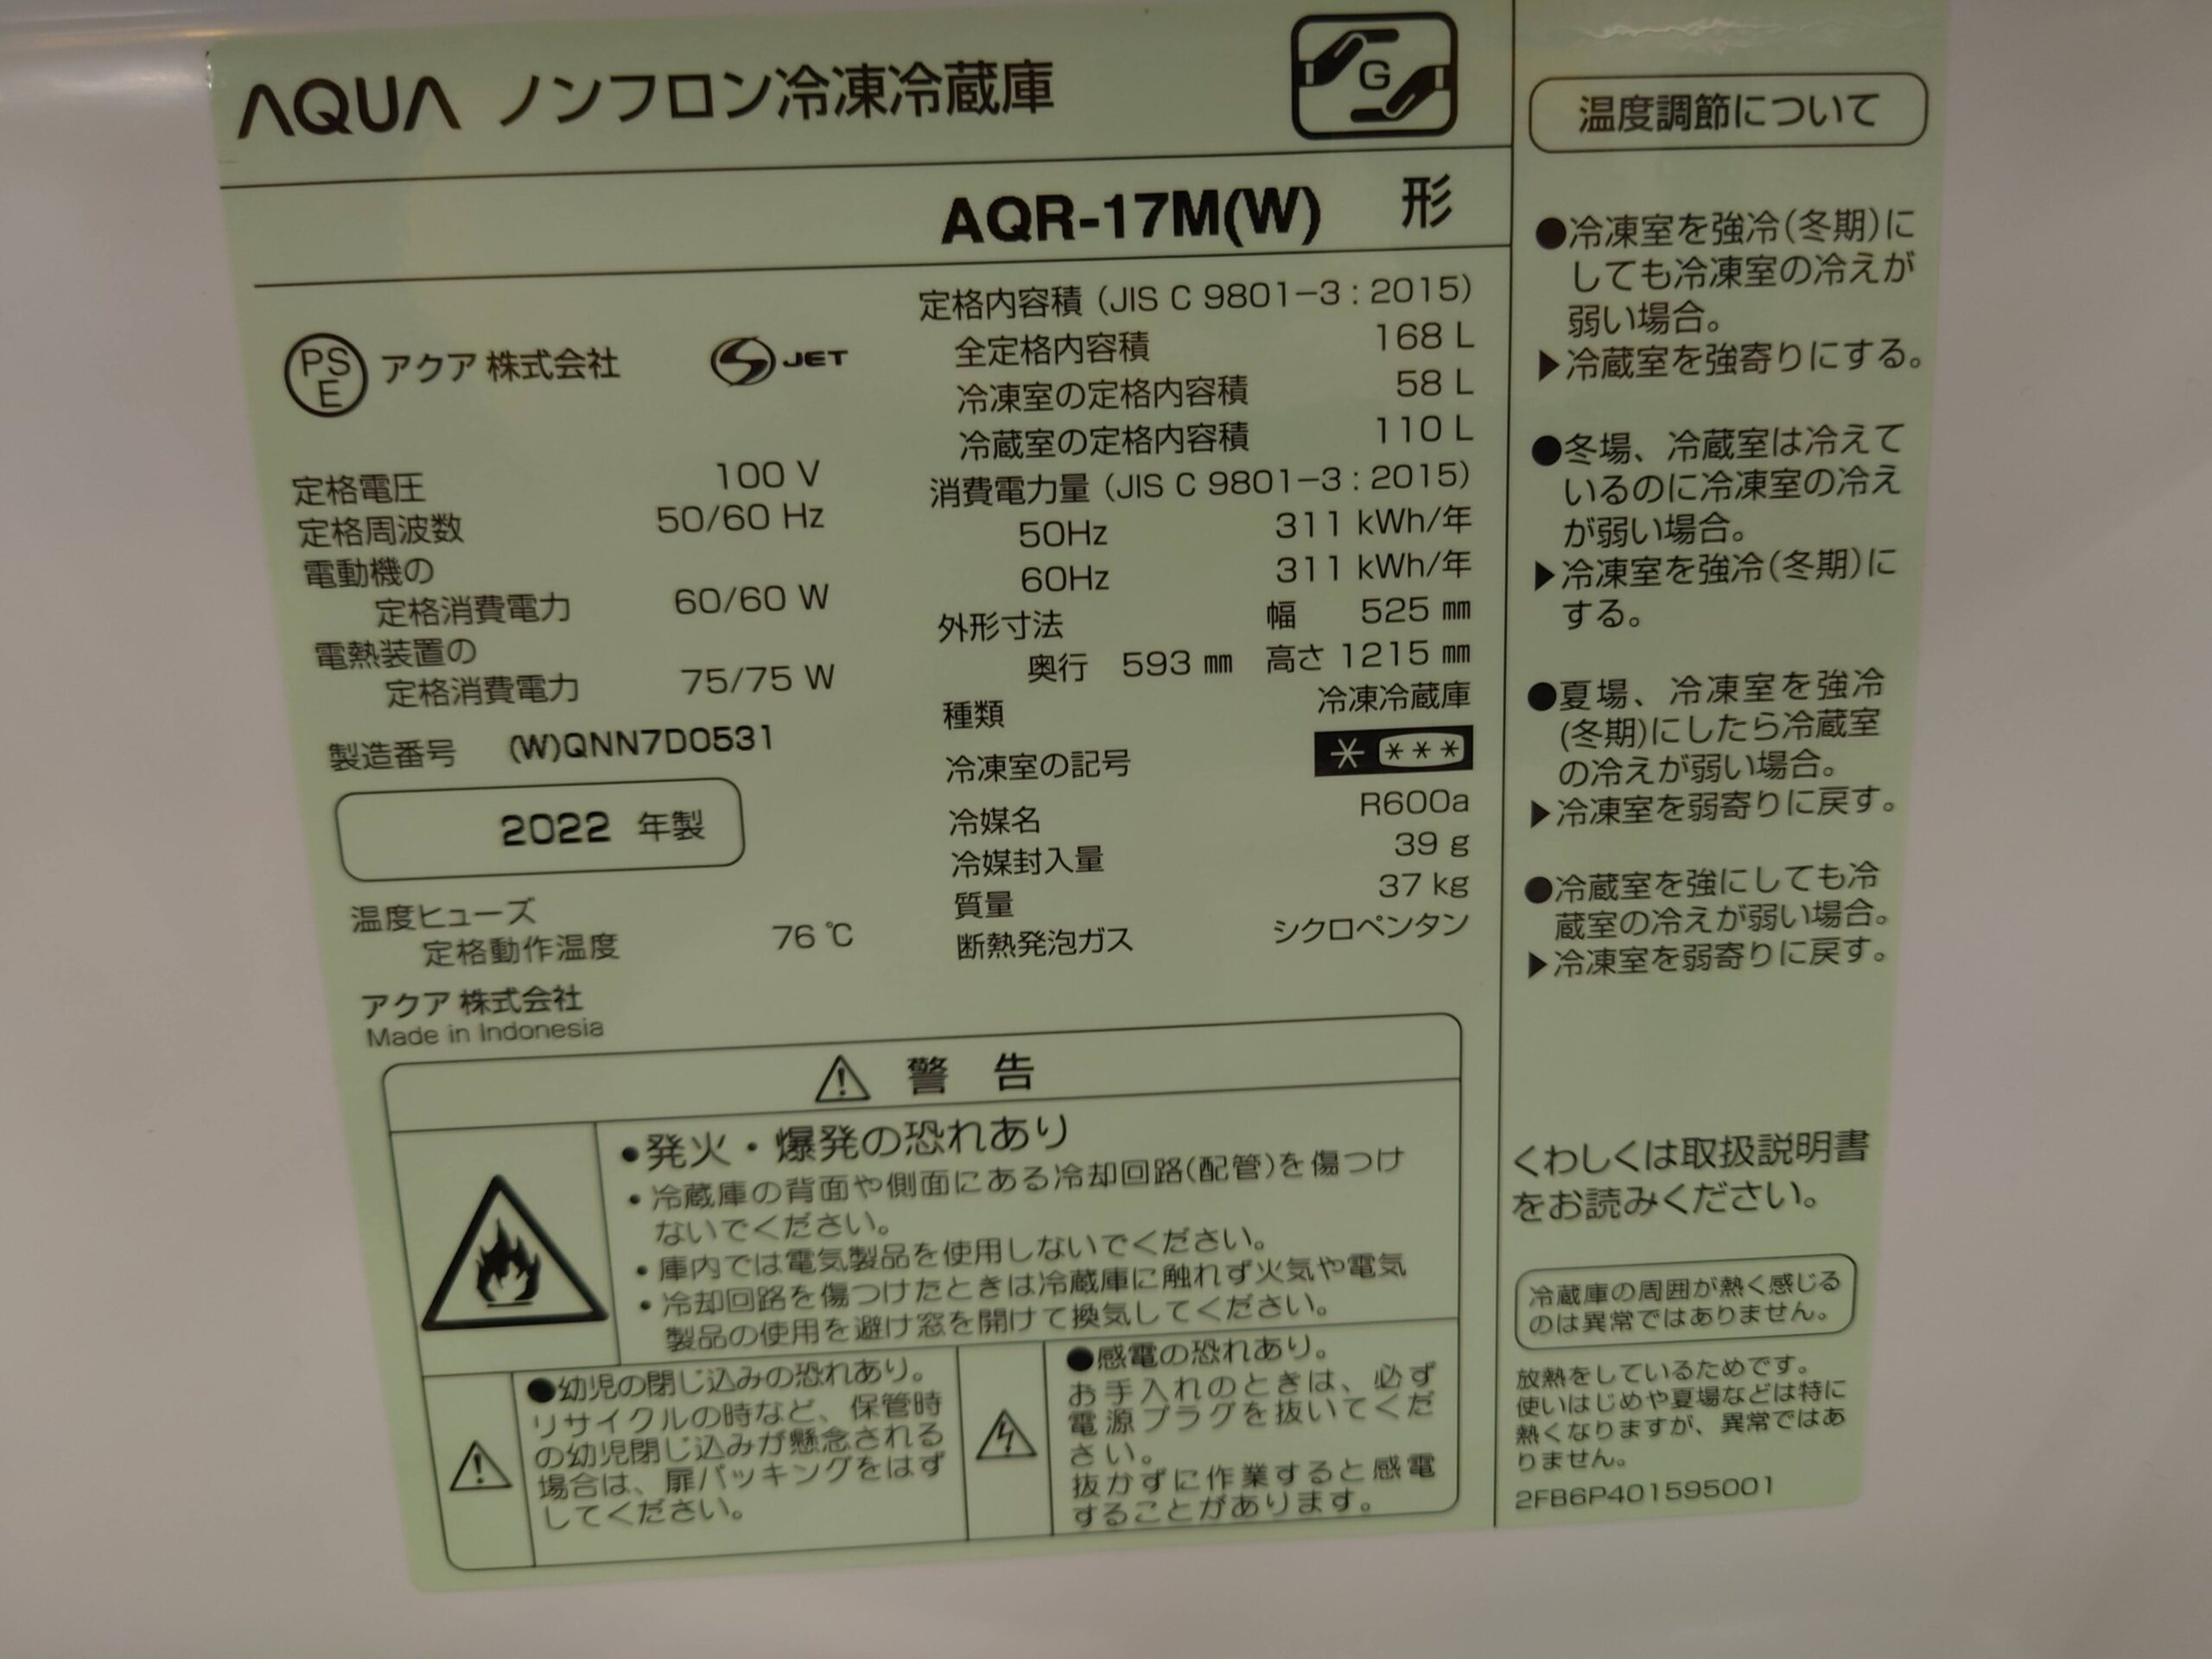 AQUA ノンフロン冷凍冷蔵庫
G
AQR-17M(W) 形
PS
E
アクア 株式会社
JET
定格電圧 100 V
定格周波数 50/60 Hz
電動機の
定格消費電力 60/60 W
電熱装置の
定格消費電力 75/75 W
製造番号 (W)QNN7D0531
2022 年製
温度ヒューズ
定格動作温度 76 ℃
アクア 株式会社
Made in Indonesia
定格内容積 (JIS C 9801-3 : 2015)
全定格内容積 168 L
冷凍室の定格内容積 58 L
冷蔵室の定格内容積 110 L
消費電力量 (JIS C 9801-3 : 2015)
50Hz 311 kWh/年
60Hz 311 kWh/年
外形寸法 幅 525 ㎜
奥行 593 ㎜ 高さ 1215 ㎜
種類 冷凍冷蔵庫
冷凍室の記号 * ***
冷媒名 R600a
冷媒封入量 39 g
質量 37 kg
断熱発泡ガス シクロペンタン
⚠ 警 告
•発火・爆発の恐れあり
• 冷蔵庫の背面や側面にある冷却回路(配管)を傷つけ
ないでください。
• 庫内では電気製品を使用しないでください。
• 冷却回路を傷つけたときは冷蔵庫に触れず火気や電気
製品の使用を避け窓を開けて換気してください。
●幼児の閉じ込みの恐れあり。
リサイクルの時など、保管時
の幼児閉じ込みが懸念される
場合は、扉パッキングをはず
してください。
●感電の恐れあり。
お手入れのときは、必ず
電源プラグを抜いてくだ
さい。
抜かずに作業すると感電
することがあります。
温度調節について
●冷凍室を強冷(冬期)に
しても冷凍室の冷えが
弱い場合。
▶冷蔵室を強寄りにする。
●冬場、冷蔵室は冷えて
いるのに冷凍室の冷え
が弱い場合。
▶冷凍室を強冷(冬期)に
する。
●夏場、冷凍室を強冷
(冬期)にしたら冷蔵室
の冷えが弱い場合。
▶冷凍室を弱寄りに戻す。
●冷蔵室を強にしても冷
蔵室の冷えが弱い場合。
▶冷凍室を弱寄りに戻す。
くわしくは取扱説明書
をお読みください。
冷蔵庫の周囲が熱く感じる
のは異常ではありません。
放熱をしているためです。
使いはじめや夏場などは特に
熱くなりますが、異常ではあ
りません。
2FB6P401595001